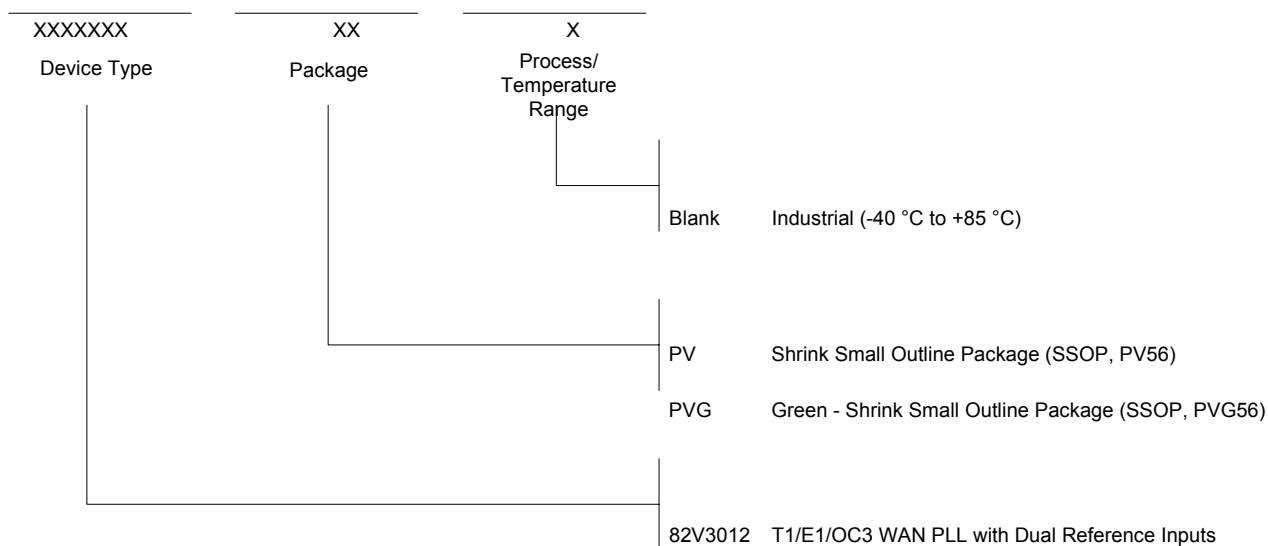 XXXXXXX XX X
Device Type Package Process/
Temperature
Range
Blank Industrial (-40 °C to +85 °C)
PV Shrink Small Outline Package (SSOP, PV56)
PVG Green - Shrink Small Outline Package (SSOP, PVG56)
82V3012 T1/E1/OC3 WAN PLL with Dual Reference Inputs